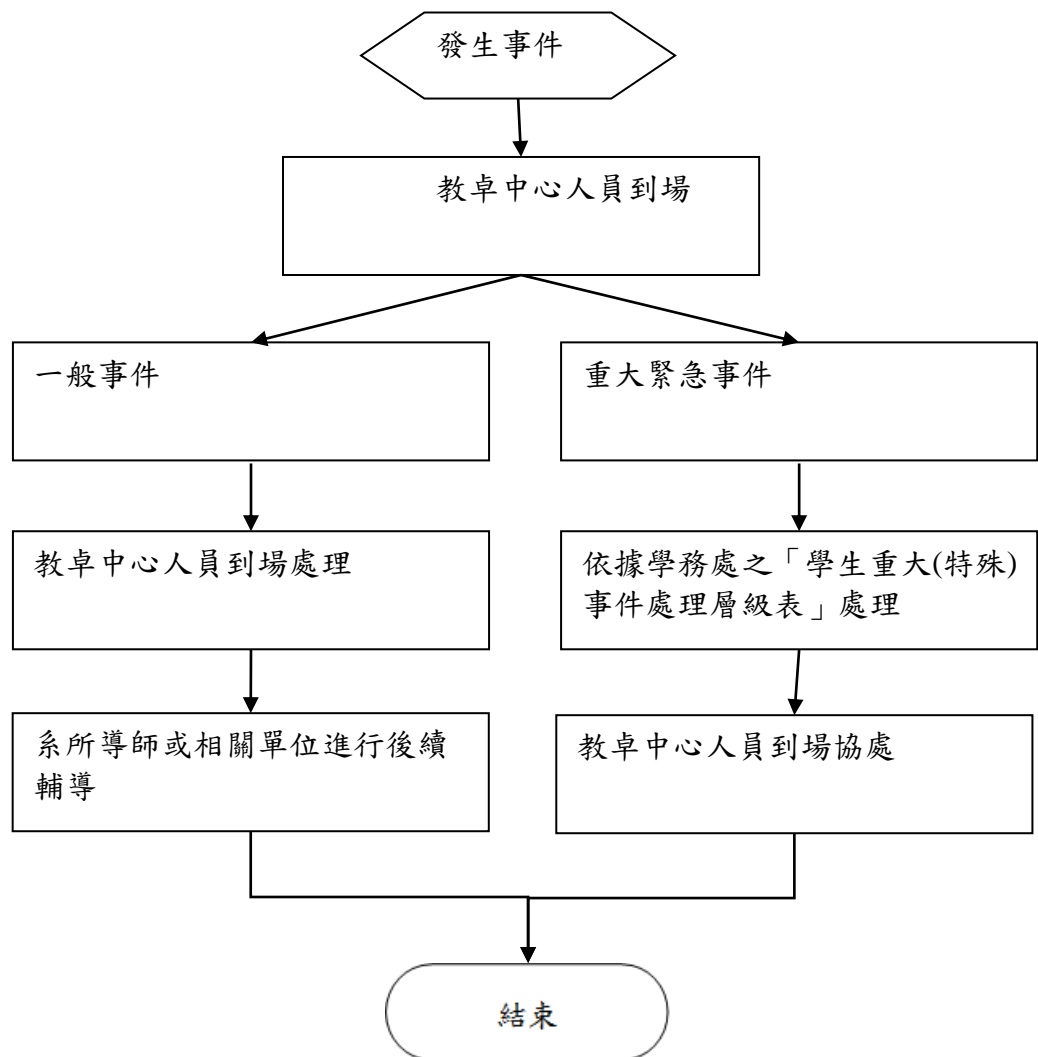 發生事件
教卓中心人員到場
一般事件
重大緊急事件
教卓中心人員到場處理
依據學務處之「學生重大(特殊)
事件處理層級表」處理
系所導師或相關單位進行後續
輔導
教卓中心人員到場協處
結束